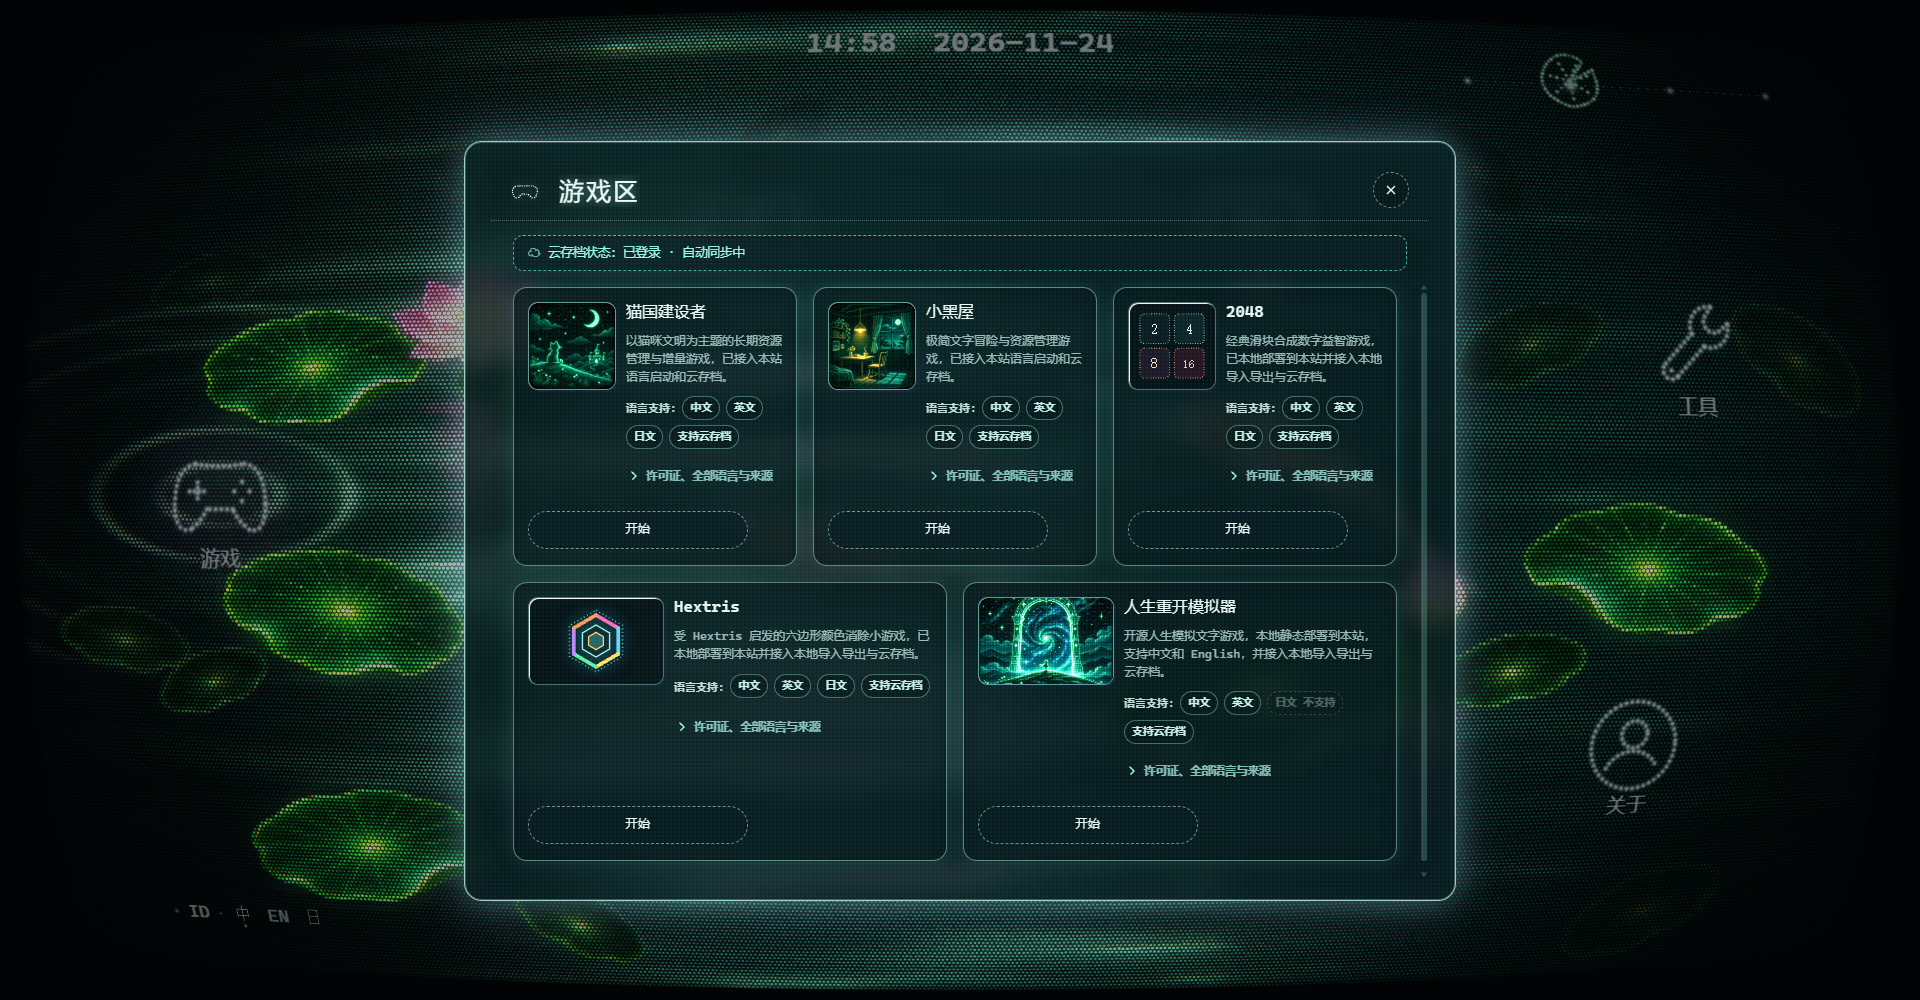 14:58 2026-11-24
游戏区
×
云存档状态: 已登录 · 自动同步中
猫国建设者
以猫咪文明为主题的长期资源
管理与增量游戏，已接入本站
语言启动和云存档。
语言支持: 中文 英文
日文 支持云存档
> 许可证、全部语言与来源
开始
小黑屋
极简文字冒险与资源管理游
戏，已接入本站语言启动和云
存档。
语言支持: 中文 英文
日文 支持云存档
> 许可证、全部语言与来源
开始
2 4
8 16
2048
经典滑块合成数字益智游戏，
已本地部署到本站并接入本地
导入导出与云存档。
语言支持: 中文 英文
日文 支持云存档
> 许可证、全部语言与来源
开始
Hextris
受 Hextris 启发的六边形颜色消除小游戏，已
本地部署到本站并接入本地导入导出与云存档。
语言支持: 中文 英文 日文 支持云存档
> 许可证、全部语言与来源
开始
人生重开模拟器
开源人生模拟文字游戏，本地静态部署到本站，
支持中文和 English，并接入本地导入导出与
云存档。
语言支持: 中文 英文 日文 不支持
支持云存档
> 许可证、全部语言与来源
开始
游戏
工具
关于
· ID · 中 EN 日